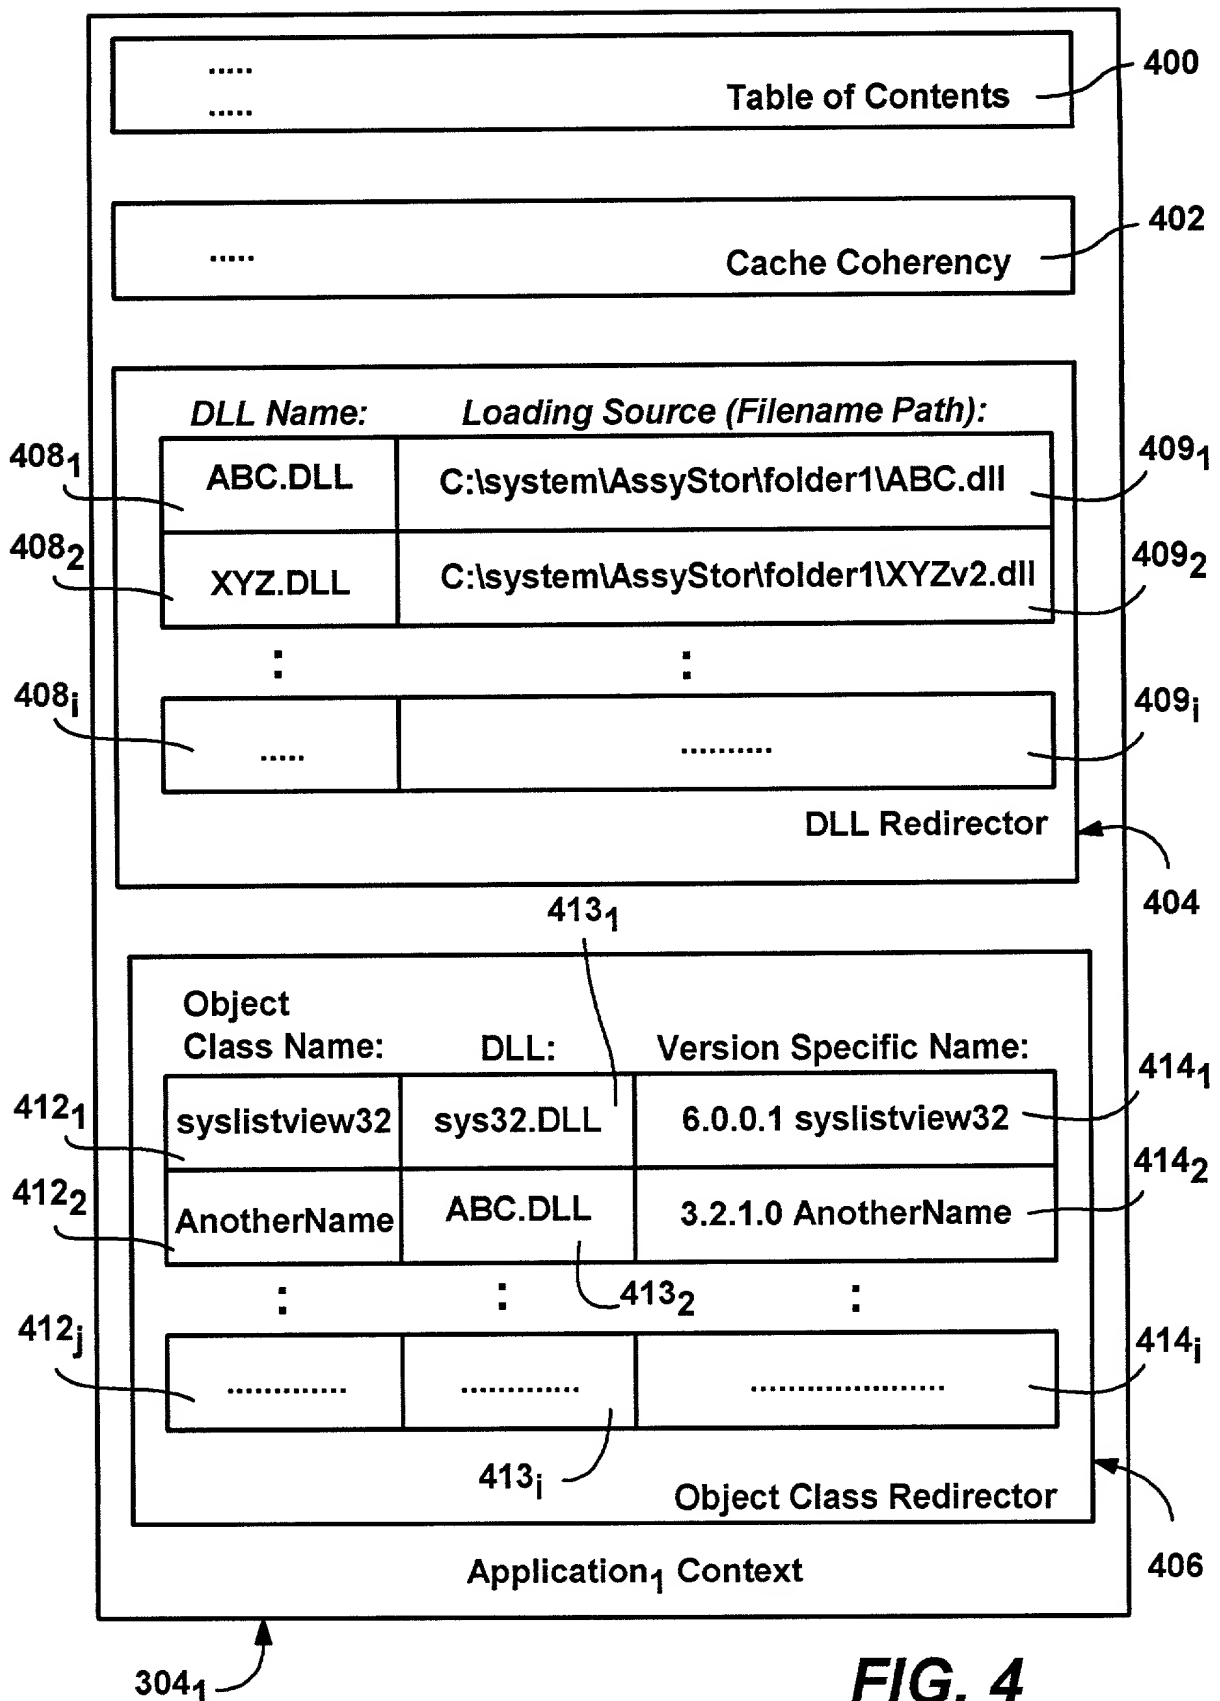 .....
400
..... Table of Contents
402
..... Cache Coherency
DLL Name: Loading Source (Filename Path):
408₁ ABC.DLL C:\system\AssyStor\folder1\ABC.dll 409₁
408₂ XYZ.DLL C:\system\AssyStor\folder1\XYZv2.dll 409₂
: :
408i ..... .......... 409i
DLL Redirector
404
413₁
Object
Class Name: DLL: Version Specific Name:
412₁ syslistview32 sys32.DLL 6.0.0.1 syslistview32 414₁
412₂ AnotherName ABC.DLL 3.2.1.0 AnotherName 414₂
: : :
413₂
412j ............. ............. ..................... 414i
413i
Object Class Redirector
406
Application₁ Context
304₁
FIG. 4